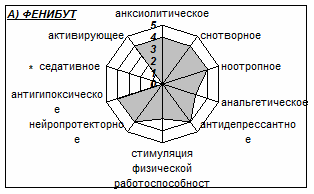 А) ФЕНИБУТ
анксиолитическое
снотворное
ноотропное
анальгетическое
антидепрессантно
е
стимуляция
физической
работоспособност
нейропротекторно
е
антигипоксическо
е
* седативное
активирующее
5
4
3
2
1
0